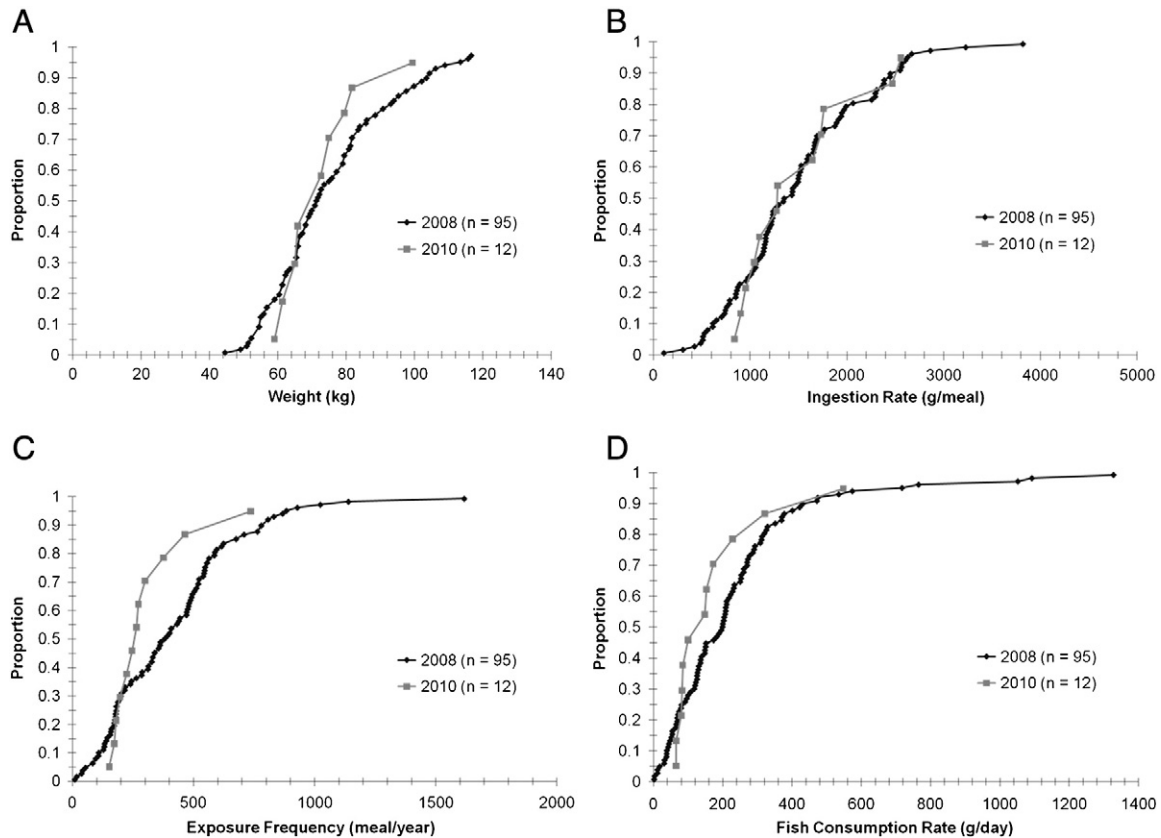 A
1
0.9
0.8
0.7
0.6
0.5
0.4
0.3
0.2
0.1
0
Proportion
0 20 40 60 80 100 120 140
Weight (kg)
2008 (n = 95)
2010 (n = 12)
B
1
0.9
0.8
0.7
0.6
0.5
0.4
0.3
0.2
0.1
0
Proportion
0 1000 2000 3000 4000 5000
Ingestion Rate (g/meal)
2008 (n = 95)
2010 (n = 12)
C
1
0.9
0.8
0.7
0.6
0.5
0.4
0.3
0.2
0.1
0
Proportion
0 500 1000 1500 2000
Exposure Frequency (meal/year)
2008 (n = 95)
2010 (n = 12)
D
1
0.9
0.8
0.7
0.6
0.5
0.4
0.3
0.2
0.1
0
Proportion
0 200 400 600 800 1000 1200 1400
Fish Consumption Rate (g/day)
2008 (n = 95)
2010 (n = 12)